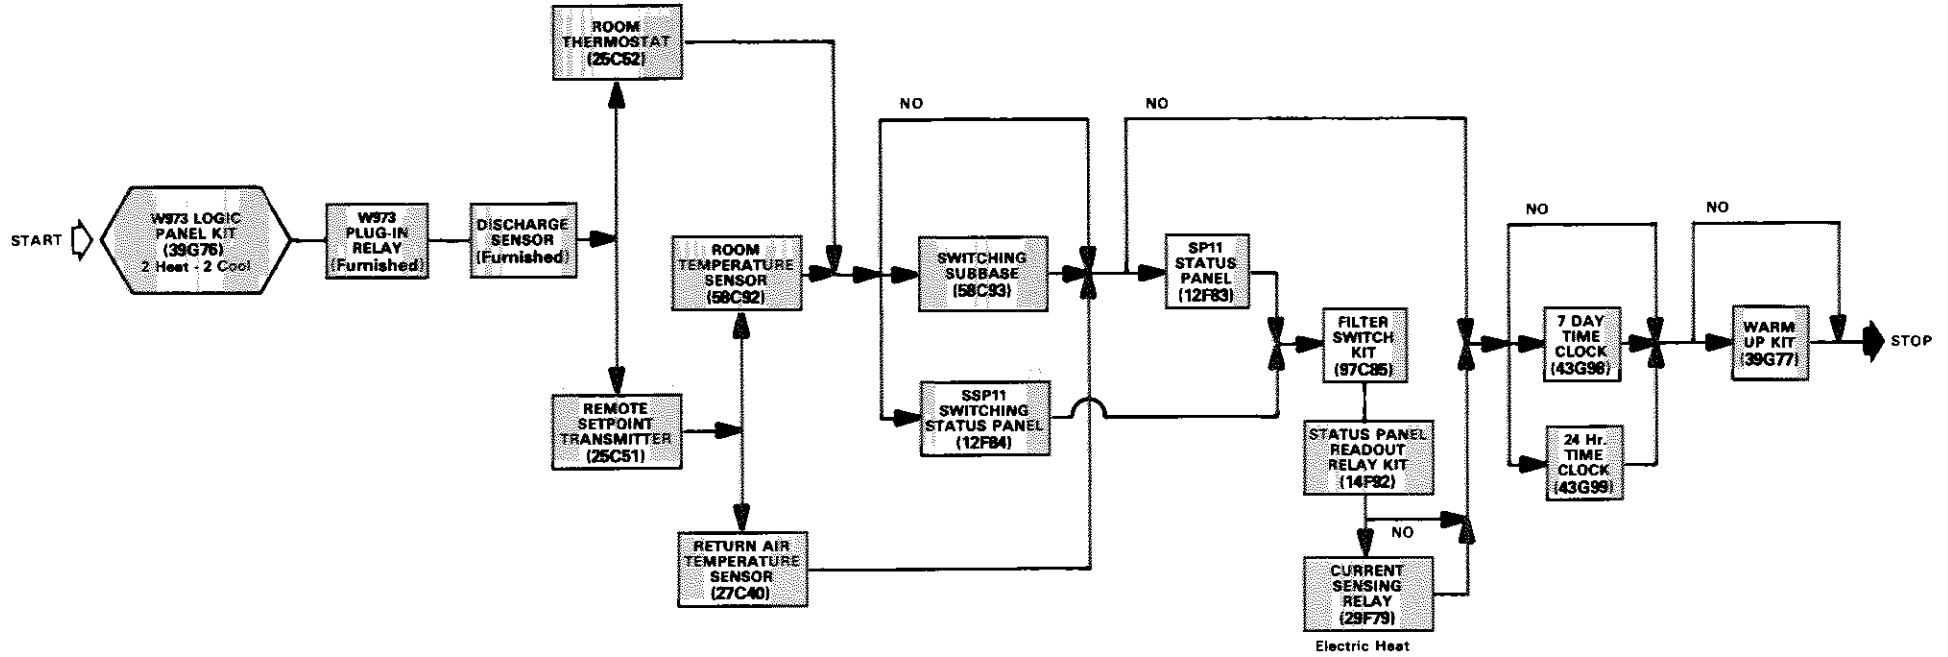 START
W973 LOGIC
PANEL KIT
(39G76)
2 Heat - 2 Cool
W973
PLUG-IN
RELAY
(Furnished)
DISCHARGE
SENSOR
(Furnished)
ROOM
THERMOSTAT
(25C52)
REMOTE
SETPOINT
TRANSMITTER
(25C51)
ROOM
TEMPERATURE
SENSOR
(58C92)
RETURN AIR
TEMPERATURE
SENSOR
(27C40)
NO
SWITCHING
SUBBASE
(58C93)
SSP11
SWITCHING
STATUS PANEL
(12F84)
NO
SP11
STATUS
PANEL
(12F83)
FILTER
SWITCH
KIT
(97C85)
STATUS PANEL
READOUT
RELAY KIT
(14F92)
NO
CURRENT
SENSING
RELAY
(29F79)
Electric Heat
NO
7 DAY
TIME
CLOCK
(43G98)
24 Hr.
TIME
CLOCK
(43G99)
NO
WARM
UP KIT
(39G77)
STOP